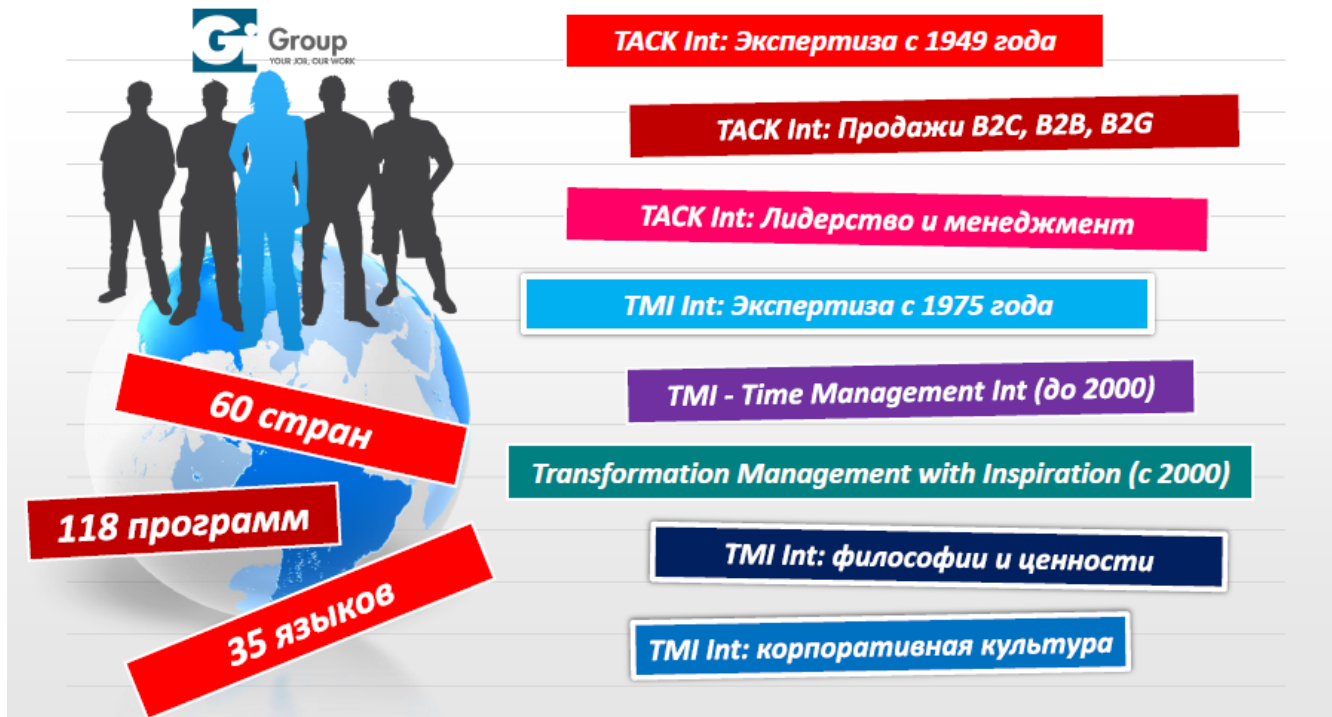 Gi Group
YOUR JOB, OUR WORK
60 стран
118 программ
35 языков
TACK Int: Экспертиза с 1949 года
TACK Int: Продажи B2C, B2B, B2G
TACK Int: Лидерство и менеджмент
TMI Int: Экспертиза с 1975 года
TMI - Time Management Int (до 2000)
Transformation Management with Inspiration (с 2000)
TMI Int: философии и ценности
TMI Int: корпоративная культура